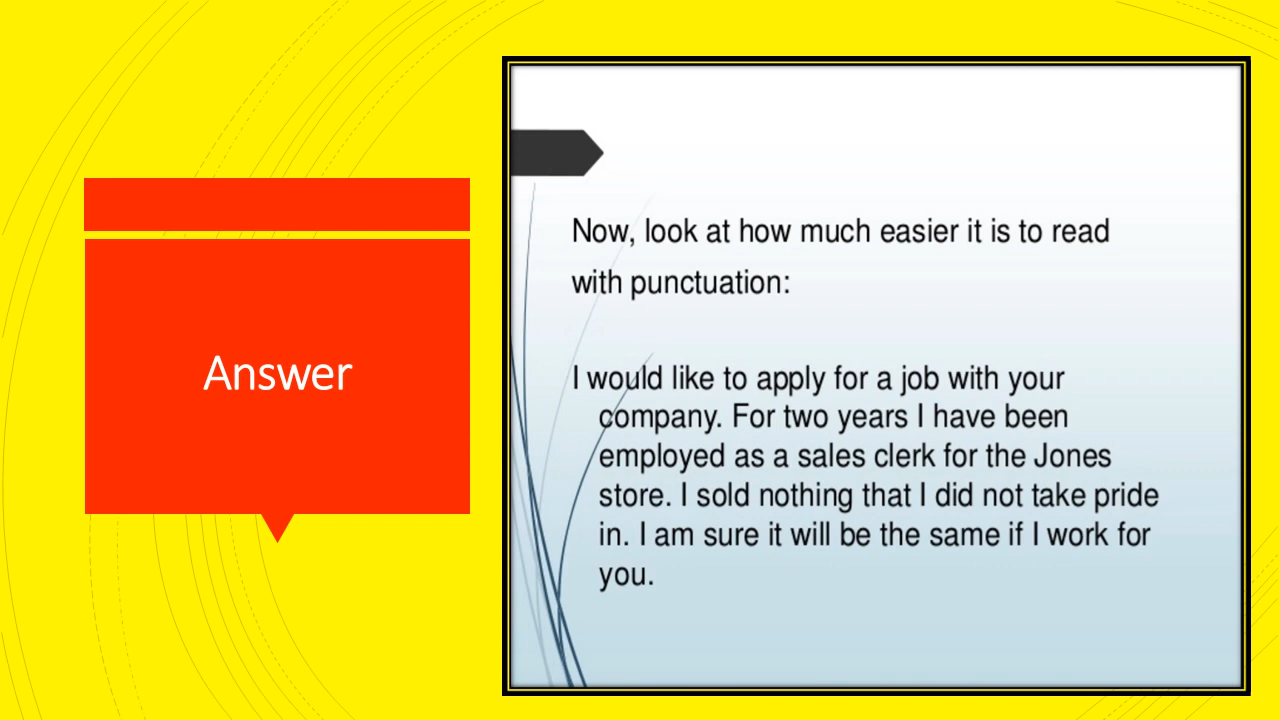 Answer
Now, look at how much easier it is to read
with punctuation:
I would like to apply for a job with your
company. For two years I have been
employed as a sales clerk for the Jones
store. I sold nothing that I did not take pride
in. I am sure it will be the same if I work for
you.